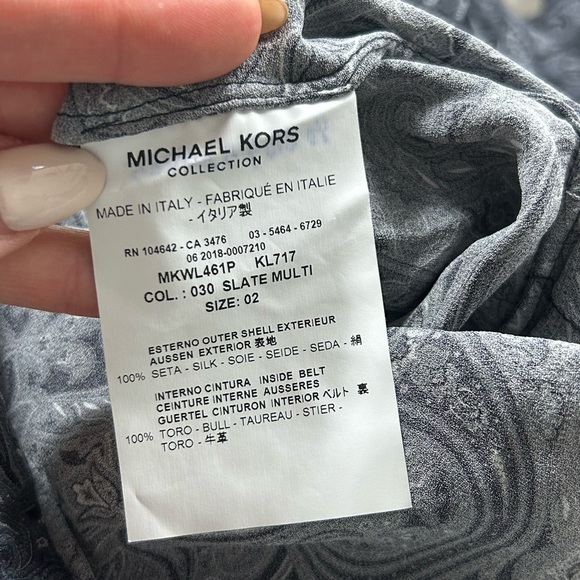 MICHAEL KORS
COLLECTION
MADE IN ITALY - FABRIQUÉ EN ITALIE
- イタリア製
RN 104642 - CA 3476 03 - 5464 - 6729
06 2018-0007210
MKWL461P KL717
COL. : 030 SLATE MULTI
SIZE: 02
ESTERNO OUTER SHELL EXTERIEUR
AUSSEN EXTERIOR 表地
100% SETA - SILK - SOIE - SEIDE - SEDA - 絹
INTERNO CINTURA INSIDE BELT
CEINTURE INTERNE AUSSERES
GUERTEL CINTURON INTERIOR ベルト 裏
100% TORO - BULL - TAUREAU - STIER -
TORO - 牛革